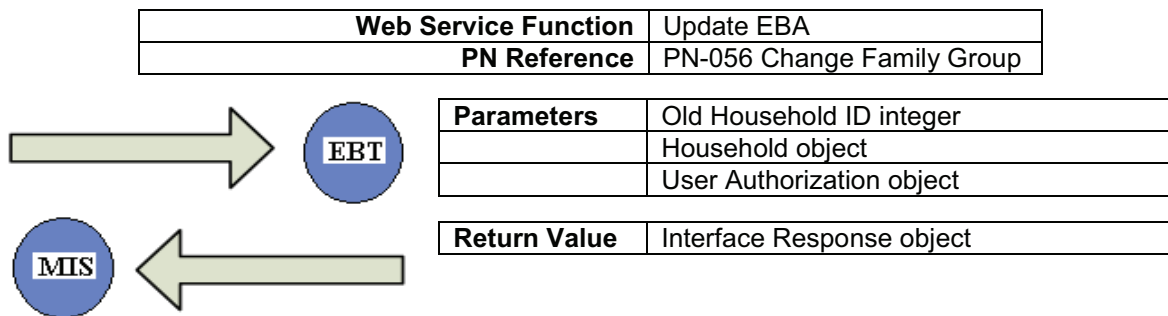 Web Service Function Update EBA
PN Reference PN-056 Change Family Group
EBT
Parameters Old Household ID integer
Household object
User Authorization object
MIS
Return Value Interface Response object